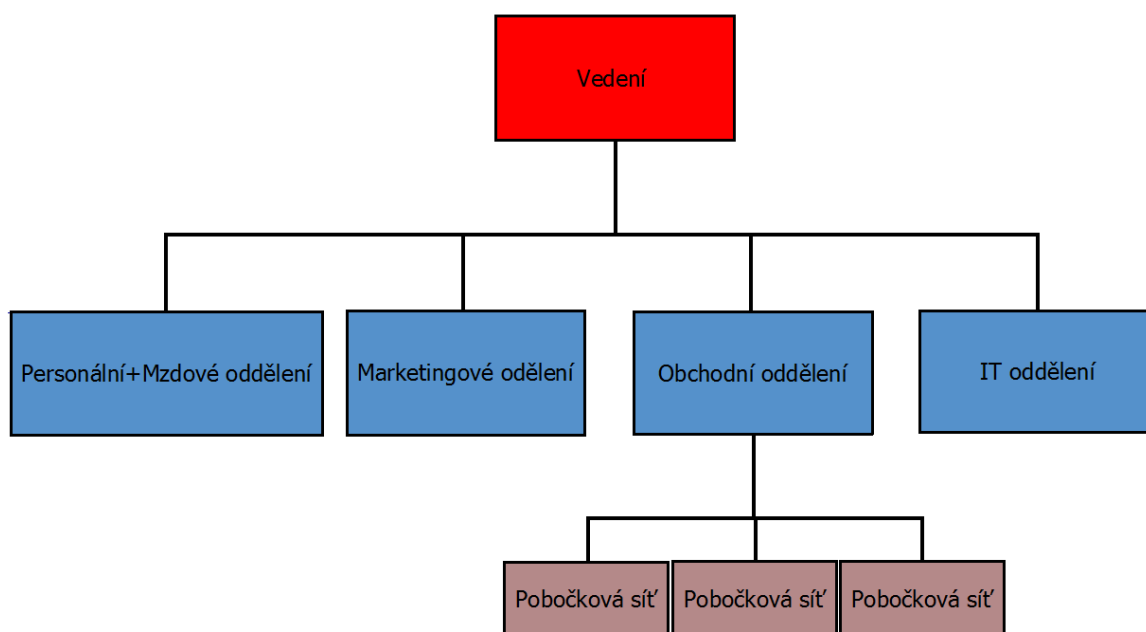 Vedení
Personální+Mzdové oddělení
Marketingové odělení
Obchodní oddělení
IT oddělení
Pobočková síť
Pobočková síť
Pobočková síť